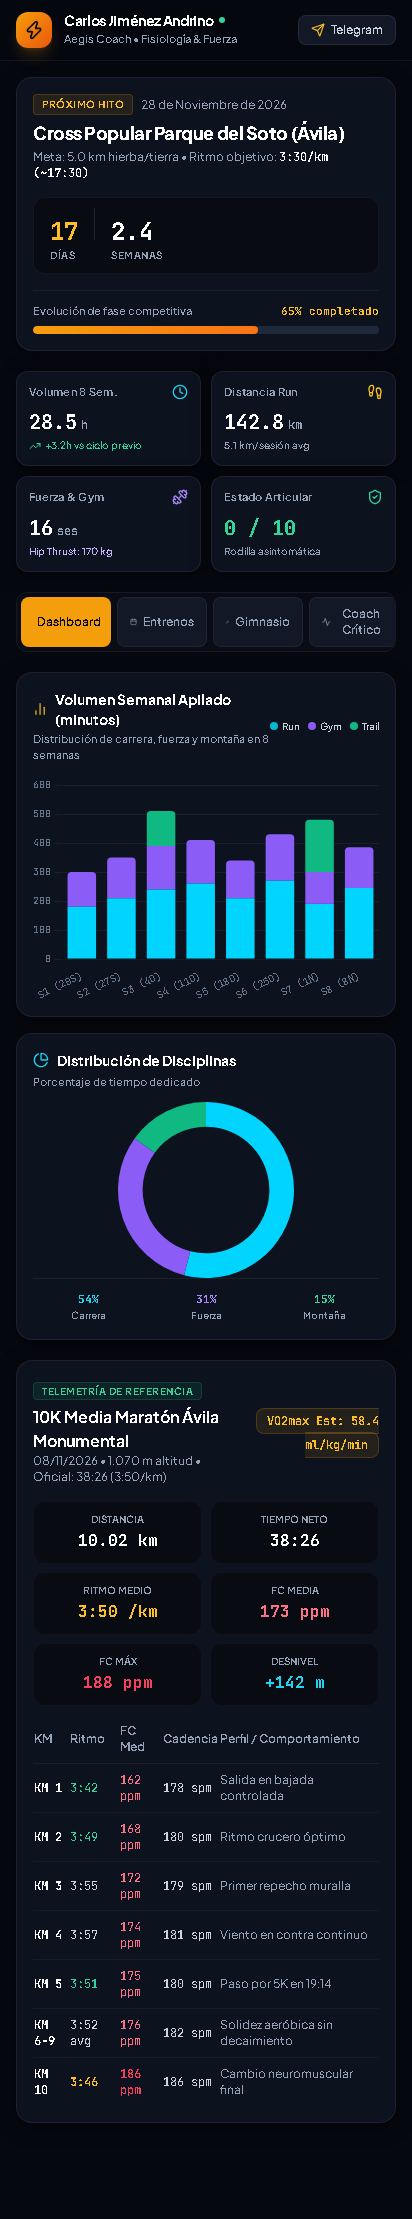 Carlos Jiménez Andrino
Aegis Coach • Fisiología & Fuerza
Telegram
PRÓXIMO HITO
28 de Noviembre de 2026
Cross Popular Parque del Soto (Ávila)
Meta: 5.0 km hierba/tierra • Ritmo objetivo: 3:30/km
(~17:30)
17
DÍAS
2.4
SEMANAS
Evolución de fase competitiva
65% completado
Volumen 8 Sem.
28.5 h
+3.2h vs ciclo previo
Distancia Run
142.8 km
5.1 km/sesión avg
Fuerza & Gym
16 ses
Hip Thrust: 170 kg
Estado Articular
0 / 10
Rodilla asintomática
Dashboard
Entrenos
Gimnasio
Coach
Crítico
Volumen Semanal Apilado
(minutos)
Distribución de carrera, fuerza y montaña en 8
semanas
Run
Gym
Trail
600
500
400
300
200
100
0
S1 (20S)
S2 (27S)
S3 (4O)
S4 (11O)
S5 (18O)
S6 (25O)
S7 (1N)
S8 (8N)
Distribución de Disciplinas
Porcentaje de tiempo dedicado
54%
Carrera
31%
Fuerza
15%
Montaña
TELEMETRÍA DE REFERENCIA
10K Media Maratón Ávila
Monumental
08/11/2026 • 1.070 m altitud •
Oficial: 38:26 (3:50/km)
VO2max Est: 58.4
ml/kg/min
DISTANCIA
10.02 km
TIEMPO NETO
38:26
RITMO MEDIO
3:50 /km
FC MEDIA
173 ppm
FC MÁX
188 ppm
DESNIVEL
+142 m
KM Ritmo FC Med Cadencia Perfil / Comportamiento
KM 1 3:42 162 ppm 178 spm Salida en bajada controlada
KM 2 3:49 168 ppm 180 spm Ritmo crucero óptimo
KM 3 3:55 172 ppm 179 spm Primer repecho muralla
KM 4 3:57 174 ppm 181 spm Viento en contra continuo
KM 5 3:51 175 ppm 180 spm Paso por 5K en 19:14
KM 6-9 3:52 avg 176 ppm 182 spm Solidez aeróbica sin decaimiento
KM 10 3:46 186 ppm 186 spm Cambio neuromuscular final